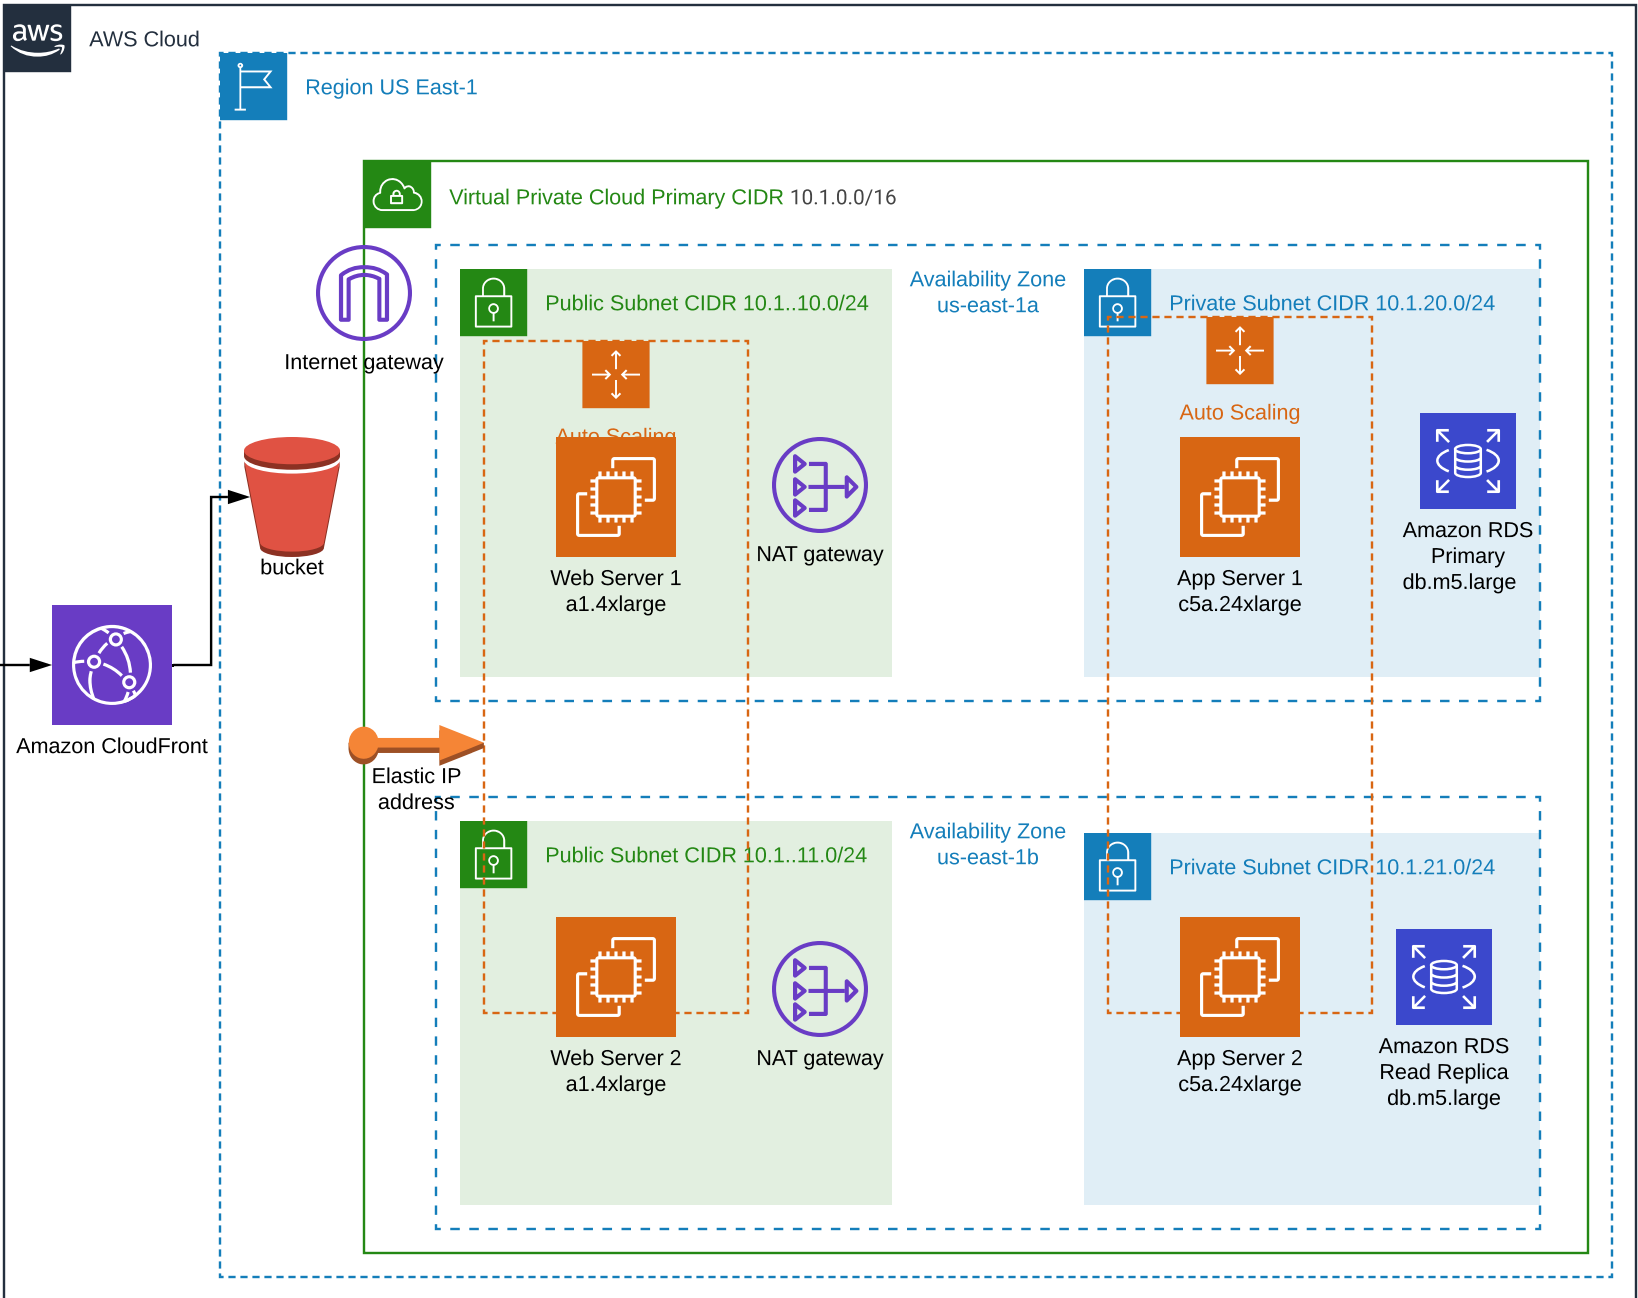 aws
AWS Cloud
Region US East-1
Virtual Private Cloud Primary CIDR 10.1.0.0/16
Internet gateway
Public Subnet CIDR 10.1..10.0/24
Availability Zone
us-east-1a
Private Subnet CIDR 10.1.20.0/24
Auto Scaling
Auto Scaling
bucket
Web Server 1
a1.4xlarge
NAT gateway
App Server 1
c5a.24xlarge
Amazon RDS
Primary
db.m5.large
Amazon CloudFront
Elastic IP
address
Public Subnet CIDR 10.1..11.0/24
Availability Zone
us-east-1b
Private Subnet CIDR 10.1.21.0/24
Web Server 2
a1.4xlarge
NAT gateway
App Server 2
c5a.24xlarge
Amazon RDS
Read Replica
db.m5.large